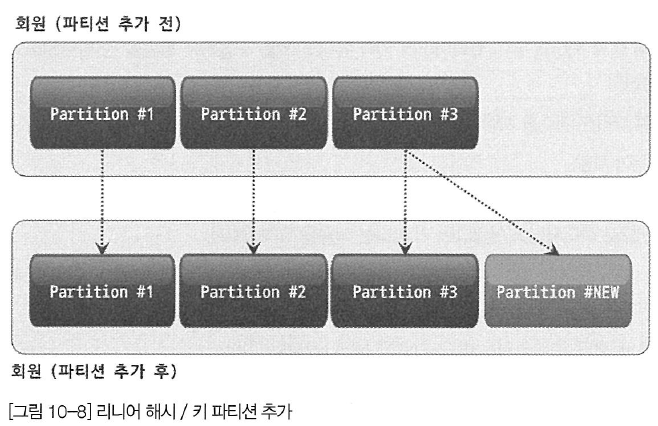 회원 (파티션 추가 전)
Partition #1 Partition #2 Partition #3
Partition #1 Partition #2 Partition #3 Partition #NEW
회원 (파티션 추가 후)
[그림 10-8] 리니어 해시 / 키 파티션 추가